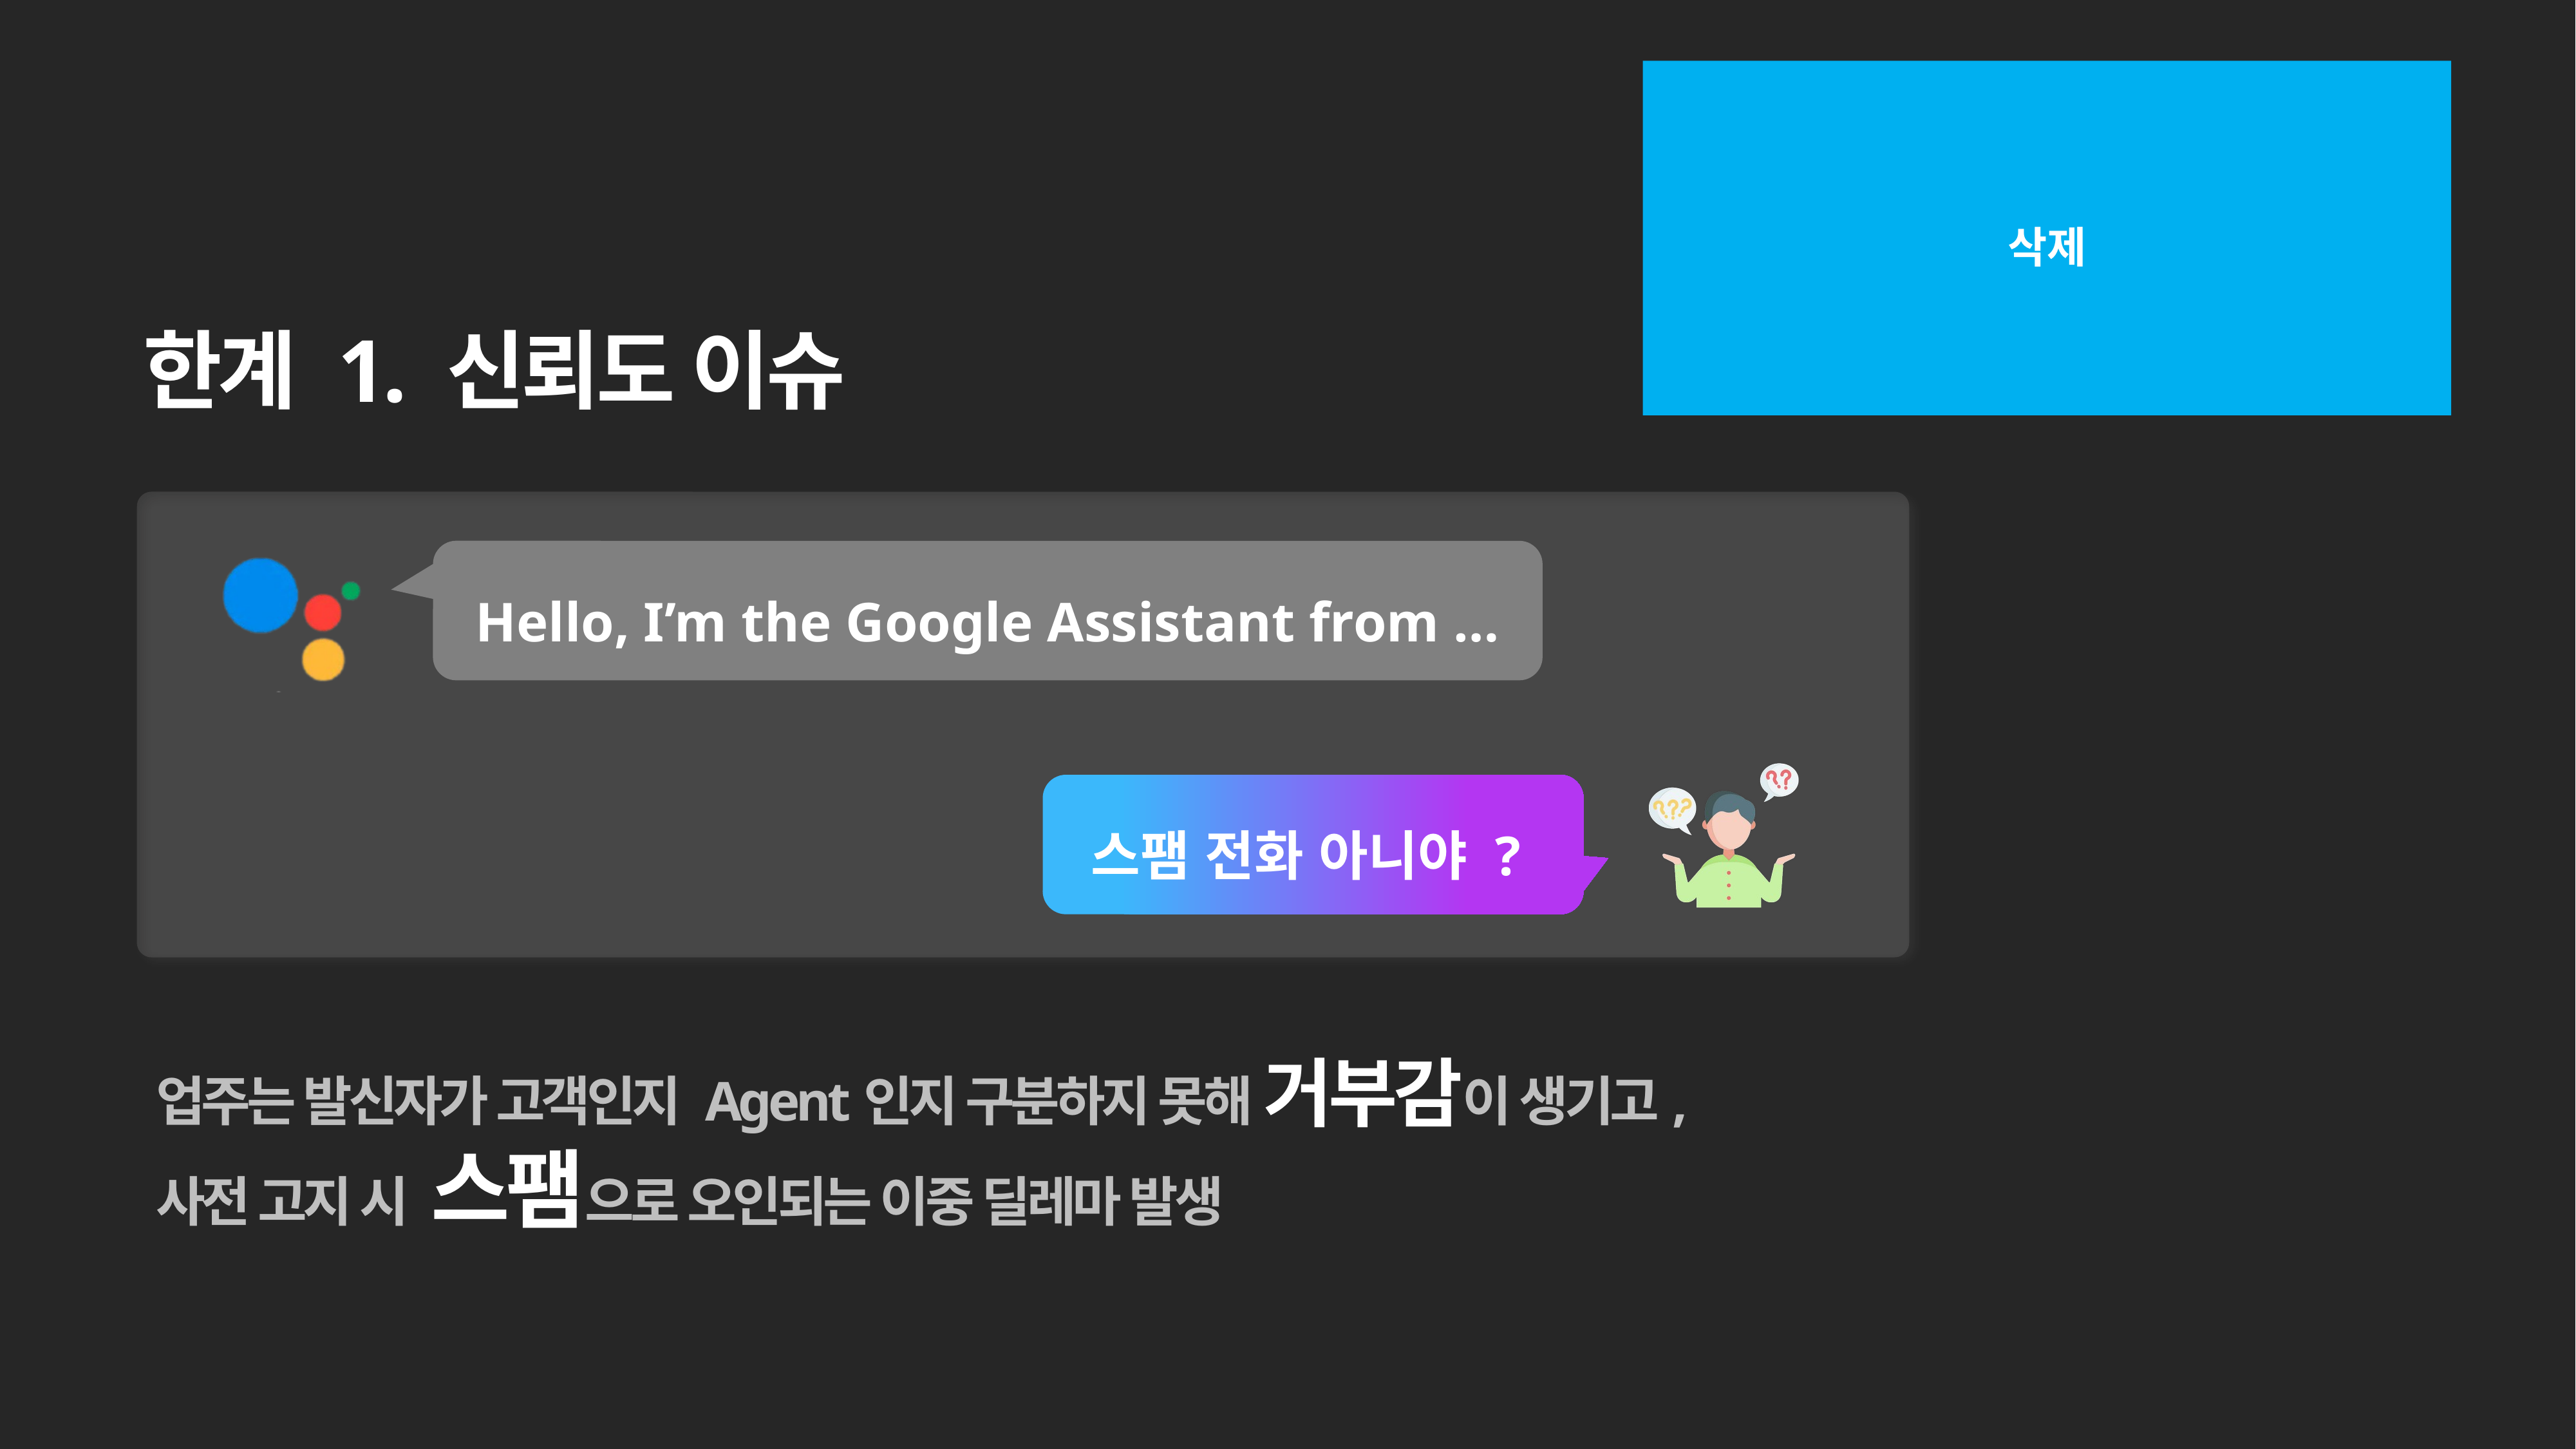 삭제
한계 1. 신뢰도 이슈
Hello, I’m the Google Assistant from ...
??
???
스팸 전화 아니야 ?
업주는 발신자가 고객인지 Agent 인지 구분하지 못해 거부감이 생기고 ,
사전 고지 시 스팸으로 오인되는 이중 딜레마 발생